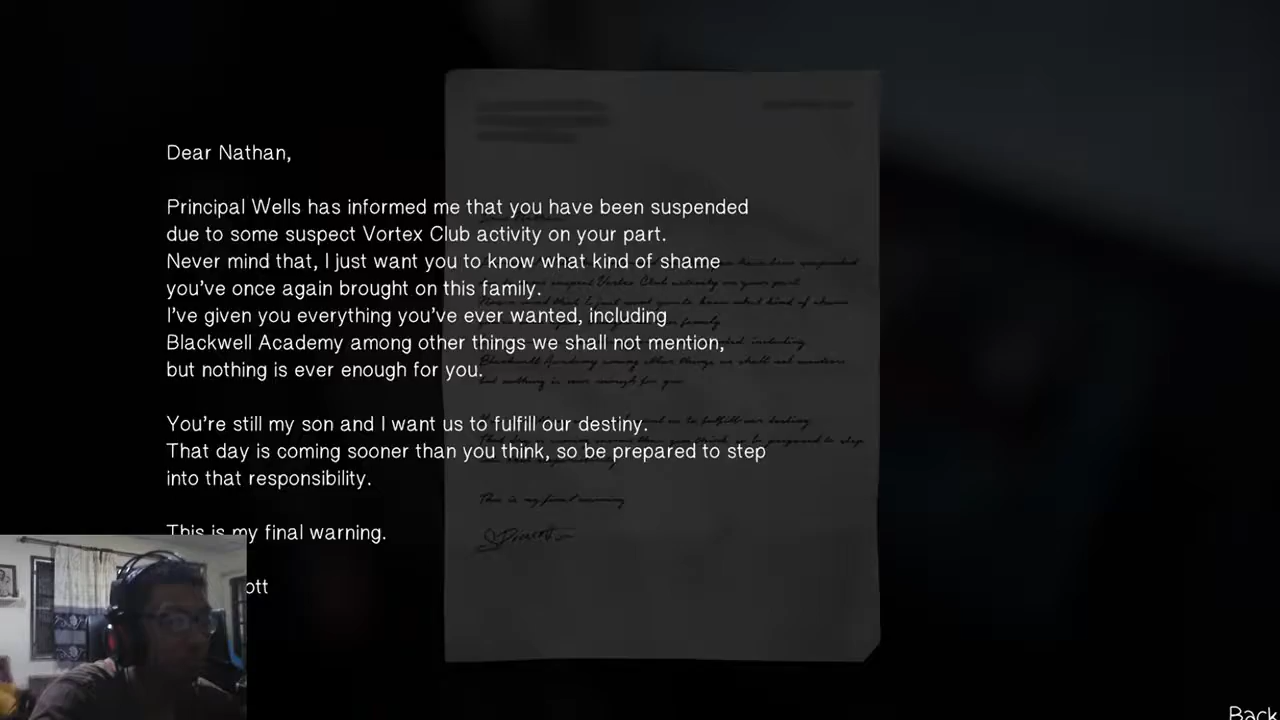 Dear Nathan,
Principal Wells has informed me that you have been suspended
due to some suspect Vortex Club activity on your part.
Never mind that, I just want you to know what kind of shame
you've once again brought on this family.
I've given you everything you've ever wanted, including
Blackwell Academy among other things we shall not mention,
but nothing is ever enough for you.
You're still my son and I want us to fulfill our destiny.
That day is coming sooner than you think, so be prepared to step
into that responsibility.
This is my final warning.
ott
Back